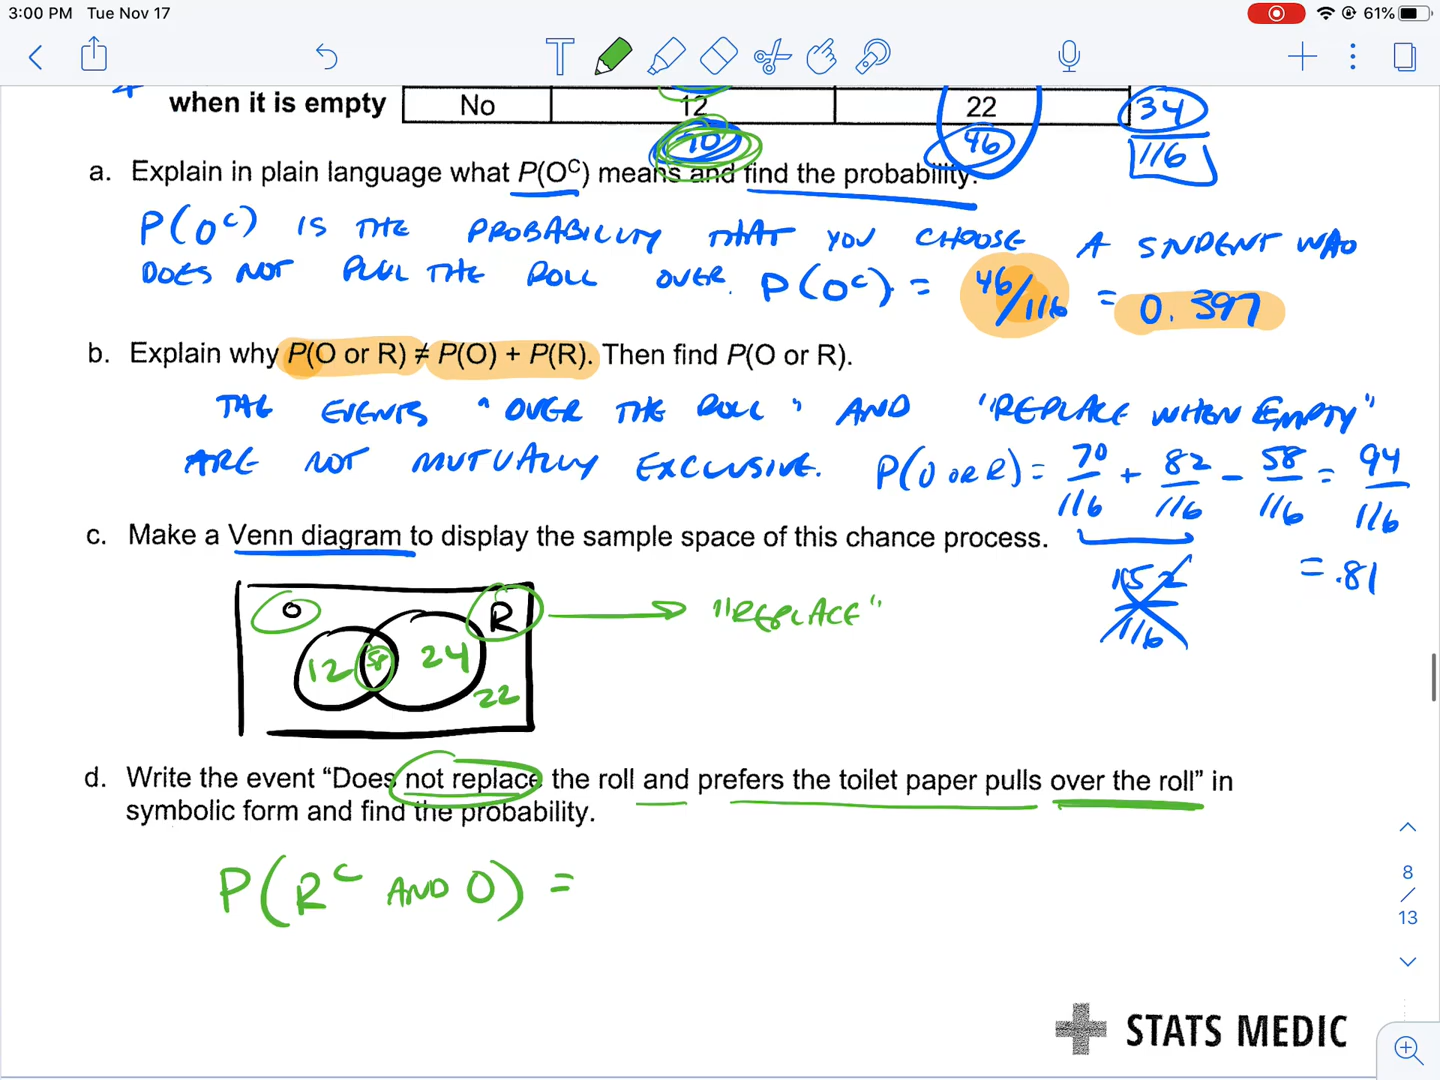 3:00 PM Tue Nov 17
61%
T
when it is empty No 12 22 34
70 46 116
a. Explain in plain language what P(Oᶜ) means and find the probability.
P(Oᶜ) IS THE PROBABILITY THAT YOU CHOOSE A STUDENT WHO
DOES NOT PULL THE ROLL OVER. P(Oᶜ) = 46/116 = 0.397
b. Explain why P(O or R) ≠ P(O) + P(R). Then find P(O or R).
THE EVENTS "OVER THE ROLL" AND "REPLACE WHEN EMPTY"
ARE NOT MUTUALLY EXCLUSIVE. P(O OR R) = 70/116 + 82/116 - 58/116 = 94/116
152/116
= .81
c. Make a Venn diagram to display the sample space of this chance process.
O R "REPLACE"
12 58 24
22
d. Write the event “Does not replace the roll and prefers the toilet paper pulls over the roll” in
symbolic form and find the probability.
P(Rᶜ AND O) =
8
/
13
STATS MEDIC